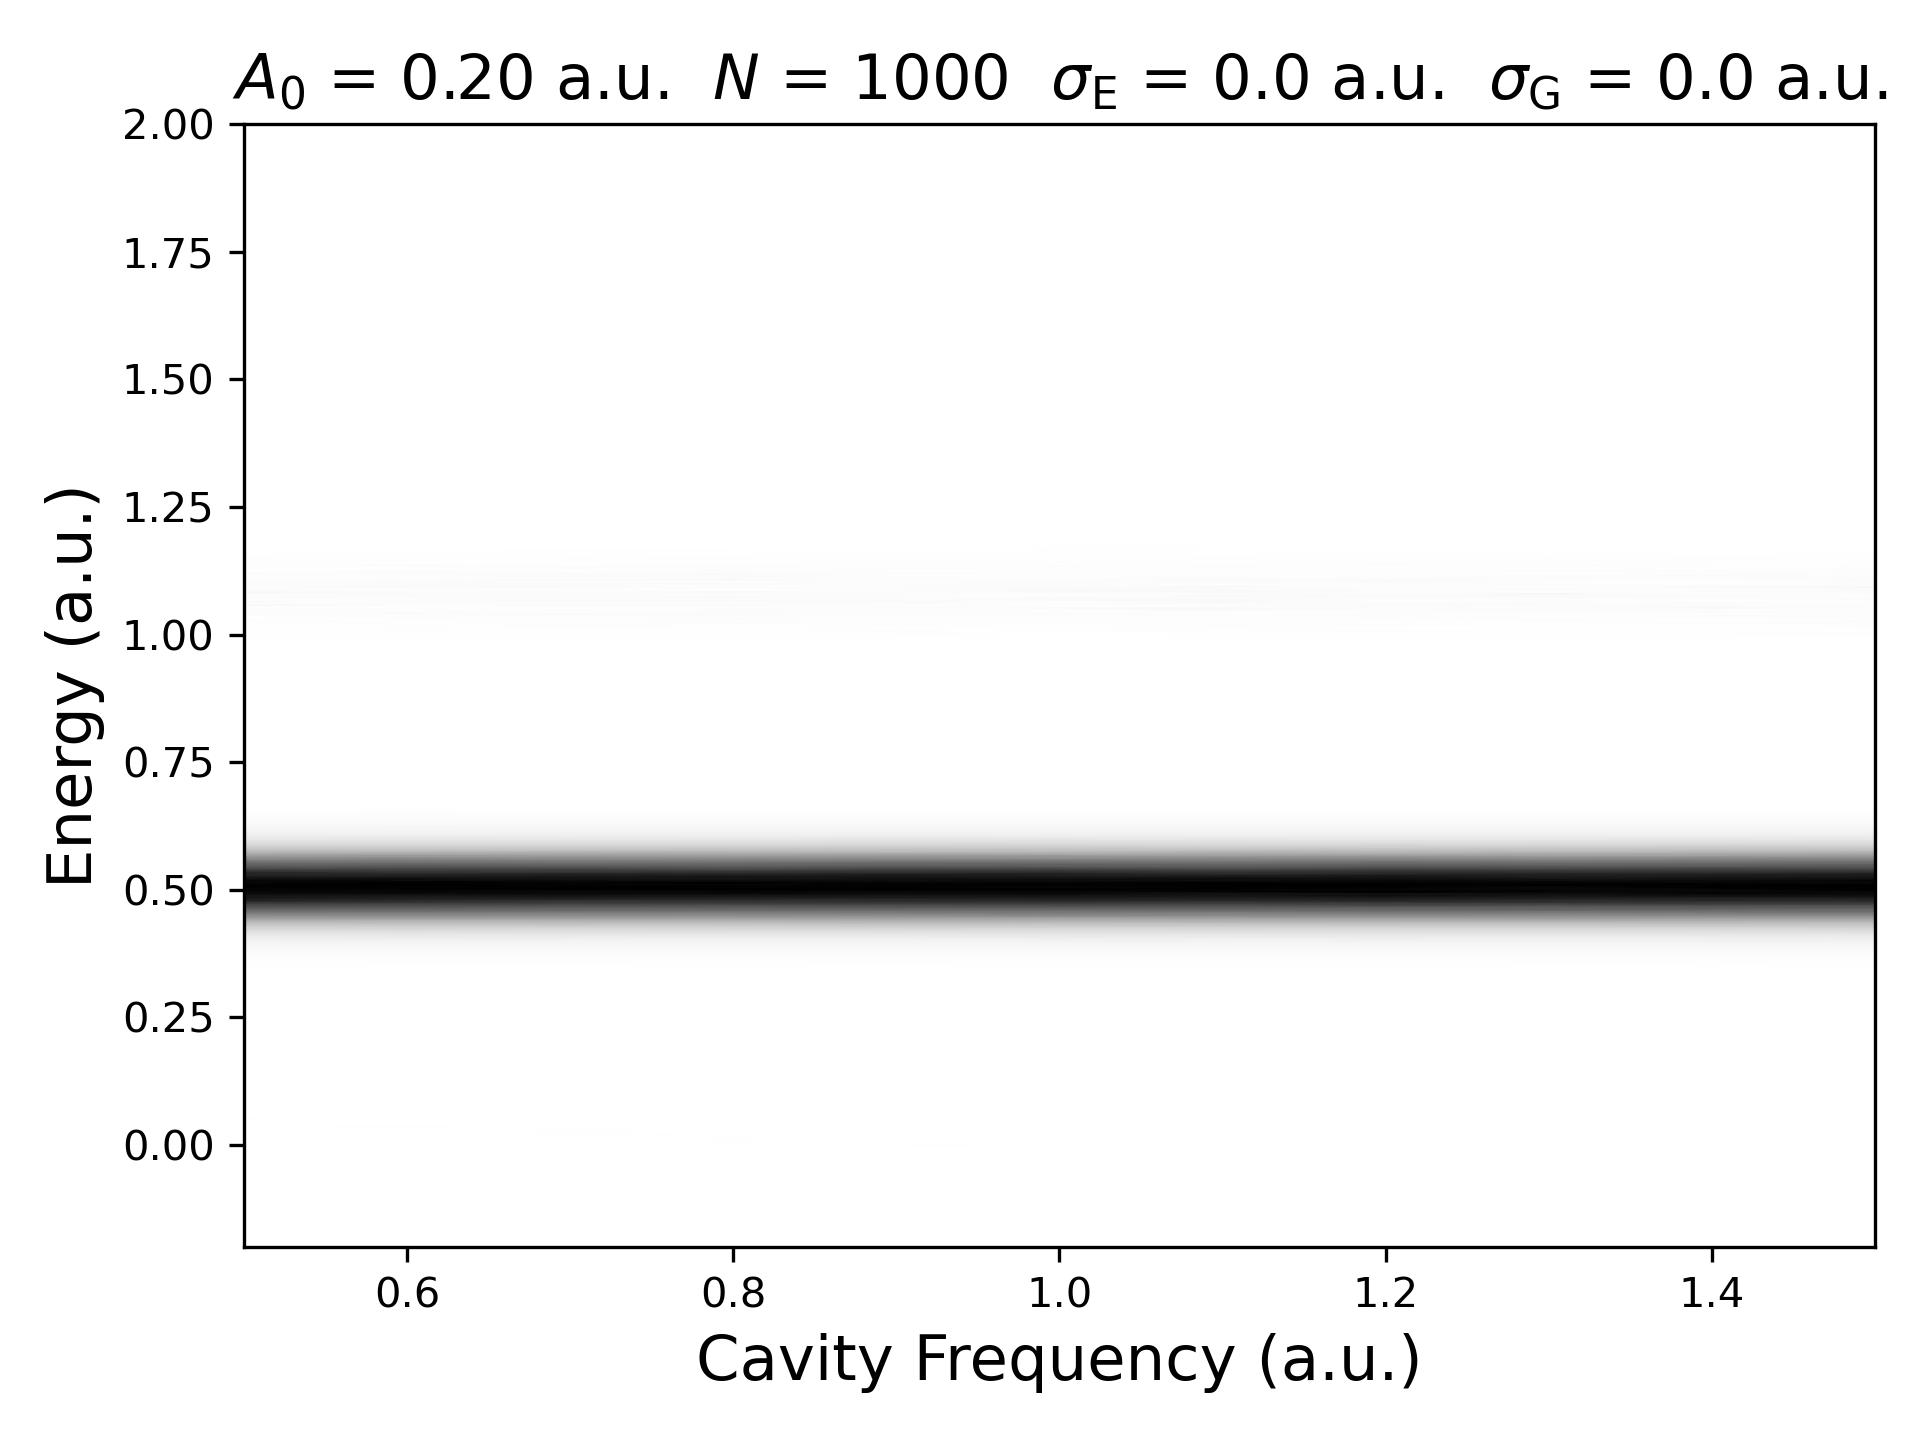 A₀ = 0.20 a.u. N = 1000 σE = 0.0 a.u. σG = 0.0 a.u.
2.00
1.75
1.50
1.25
1.00
0.75
0.50
0.25
0.00
Energy (a.u.)
0.6 0.8 1.0 1.2 1.4
Cavity Frequency (a.u.)